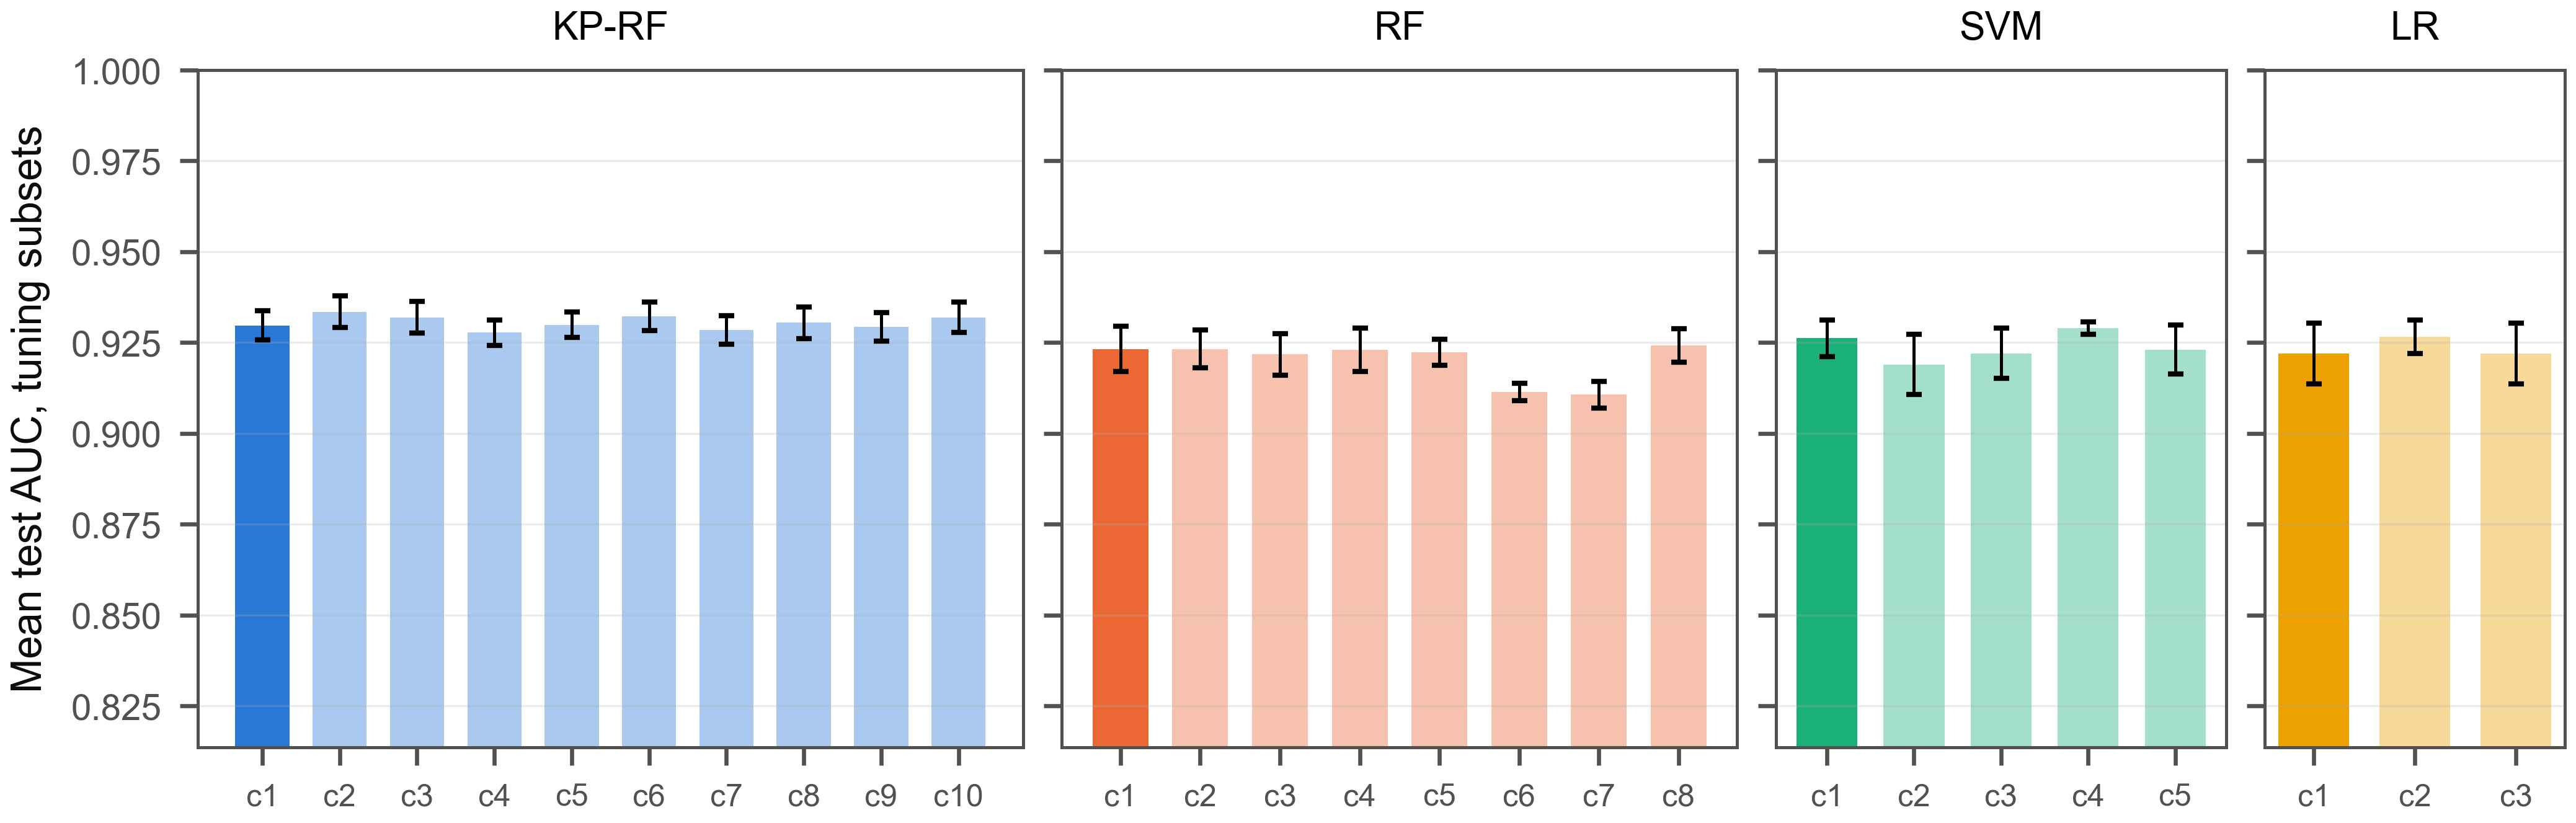 KP-RF
RF
SVM
LR
Mean test AUC, tuning subsets
1.000
0.975
0.950
0.925
0.900
0.875
0.850
0.825
c1 c2 c3 c4 c5 c6 c7 c8 c9 c10
c1 c2 c3 c4 c5 c6 c7 c8
c1 c2 c3 c4 c5
c1 c2 c3